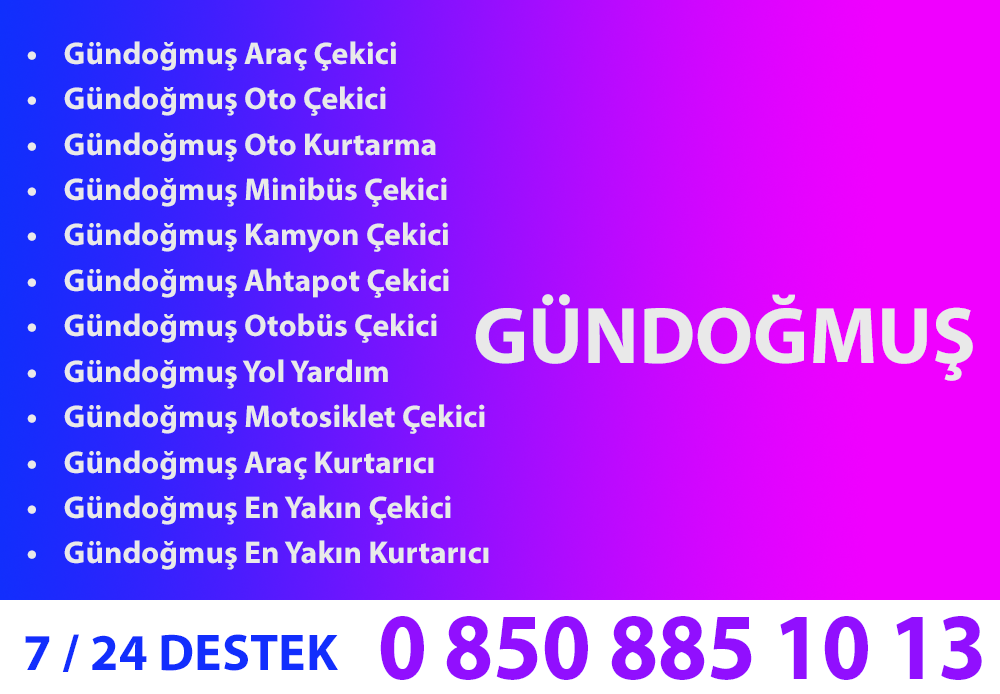 • Gündoğmuş Araç Çekici
• Gündoğmuş Oto Çekici
• Gündoğmuş Oto Kurtarma
• Gündoğmuş Minibüs Çekici
• Gündoğmuş Kamyon Çekici
• Gündoğmuş Ahtapot Çekici
• Gündoğmuş Otobüs Çekici
• Gündoğmuş Yol Yardım
• Gündoğmuş Motosiklet Çekici
• Gündoğmuş Araç Kurtarıcı
• Gündoğmuş En Yakın Çekici
• Gündoğmuş En Yakın Kurtarıcı
GÜNDOĞMUŞ
7 / 24 DESTEK 0 850 885 10 13